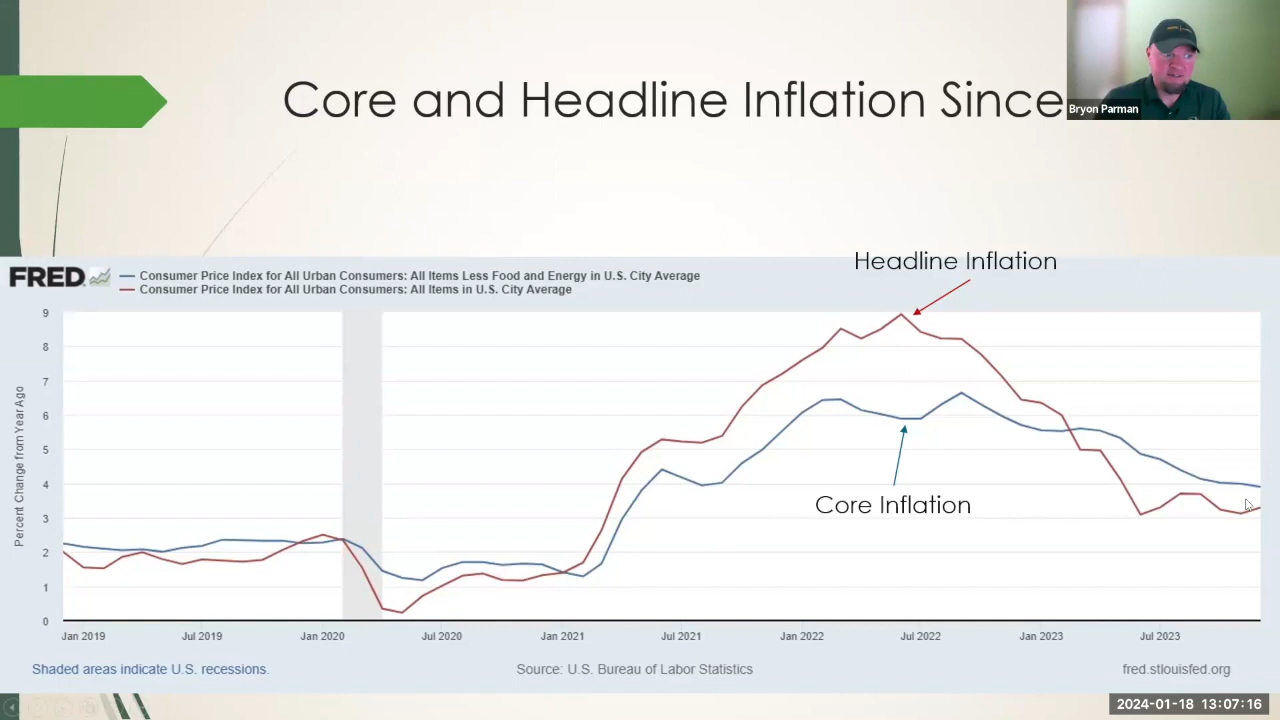 Core and Headline Inflation Since
Bryon Parman
Headline Inflation
FRED
Consumer Price Index for All Urban Consumers: All Items Less Food and Energy in U.S. City Average
Consumer Price Index for All Urban Consumers: All Items in U.S. City Average
Percent Change from Year Ago
9
8
7
6
5
4
3
2
1
0
Core Inflation
Jan 2019 Jul 2019 Jan 2020 Jul 2020 Jan 2021 Jul 2021 Jan 2022 Jul 2022 Jan 2023 Jul 2023
Shaded areas indicate U.S. recessions. Source: U.S. Bureau of Labor Statistics fred.stlouisfed.org
2024-01-18 13:07:16